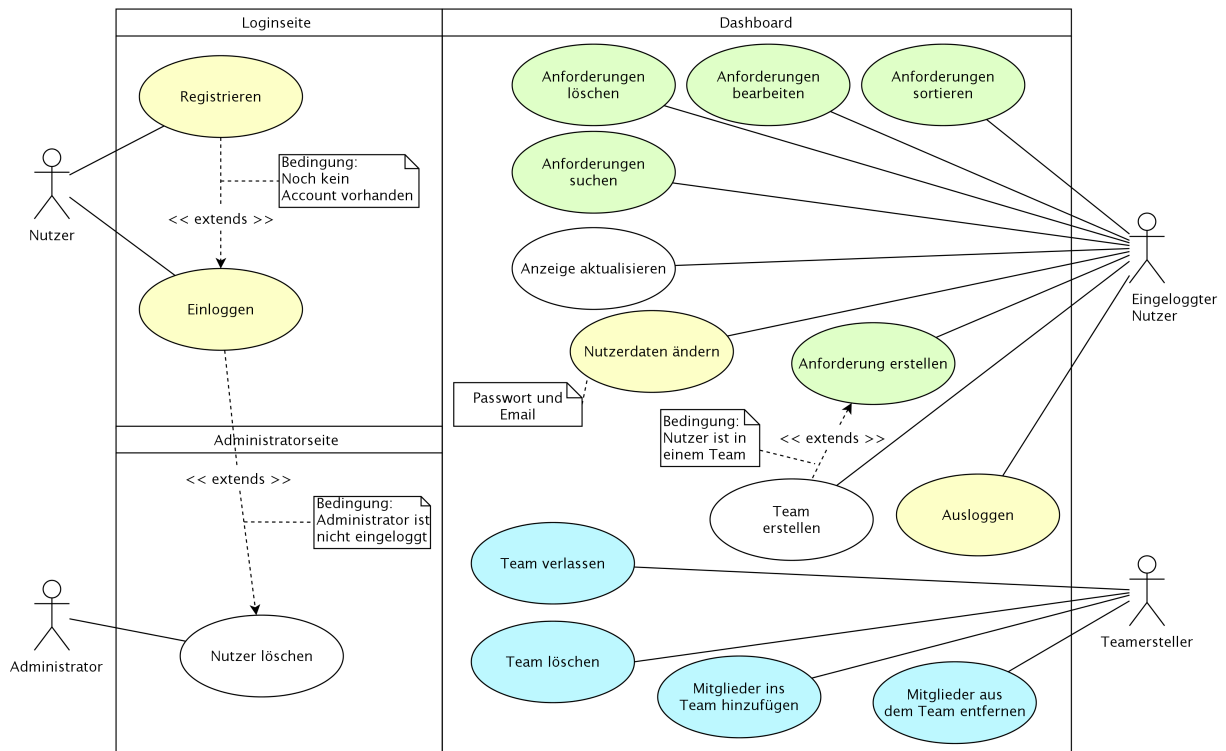 Loginseite
Dashboard
Registrieren
Bedingung:
Noch kein
Account vorhanden
<< extends >>
Nutzer
Einloggen
Administratorseite
<< extends >>
Bedingung:
Administrator ist
nicht eingeloggt
Administrator
Nutzer löschen
Anforderungen
löschen
Anforderungen
bearbeiten
Anforderungen
sortieren
Anforderungen
suchen
Anzeige aktualisieren
Eingeloggter
Nutzer
Nutzerdaten ändern
Anforderung erstellen
Passwort und
Email
Bedingung:
Nutzer ist in
einem Team
<< extends >>
Team
erstellen
Ausloggen
Team verlassen
Teamersteller
Team löschen
Mitglieder ins
Team hinzufügen
Mitglieder aus
dem Team entfernen